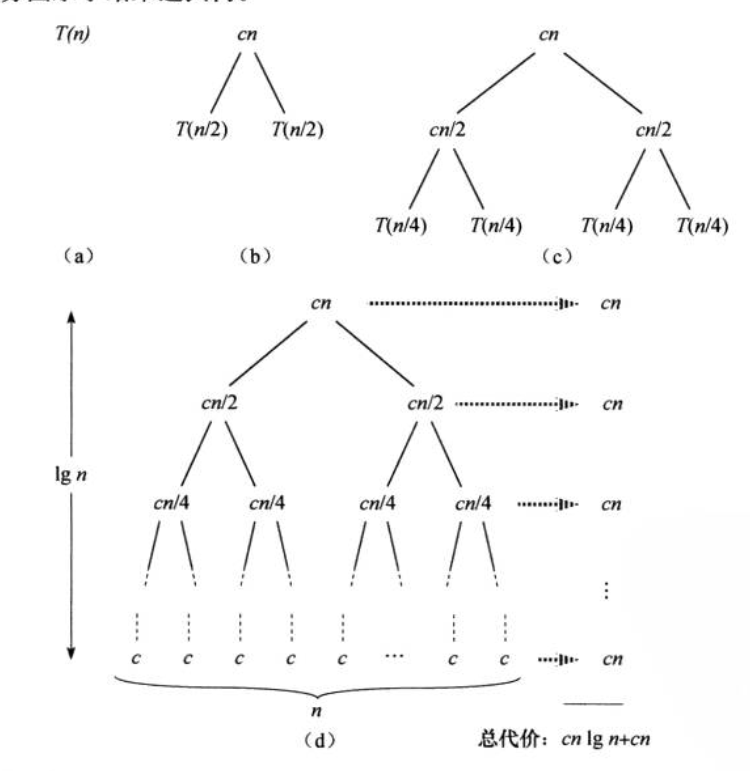 T(n) cn cn
T(n/2) T(n/2) cn/2 cn/2
T(n/4) T(n/4) T(n/4) T(n/4)
(a) (b) (c)
cn cn
cn/2 cn/2 cn
lg n
cn/4 cn/4 cn/4 cn/4 cn
⋮
c c c c c … c c cn
n
(d) 总代价：cn lg n+cn